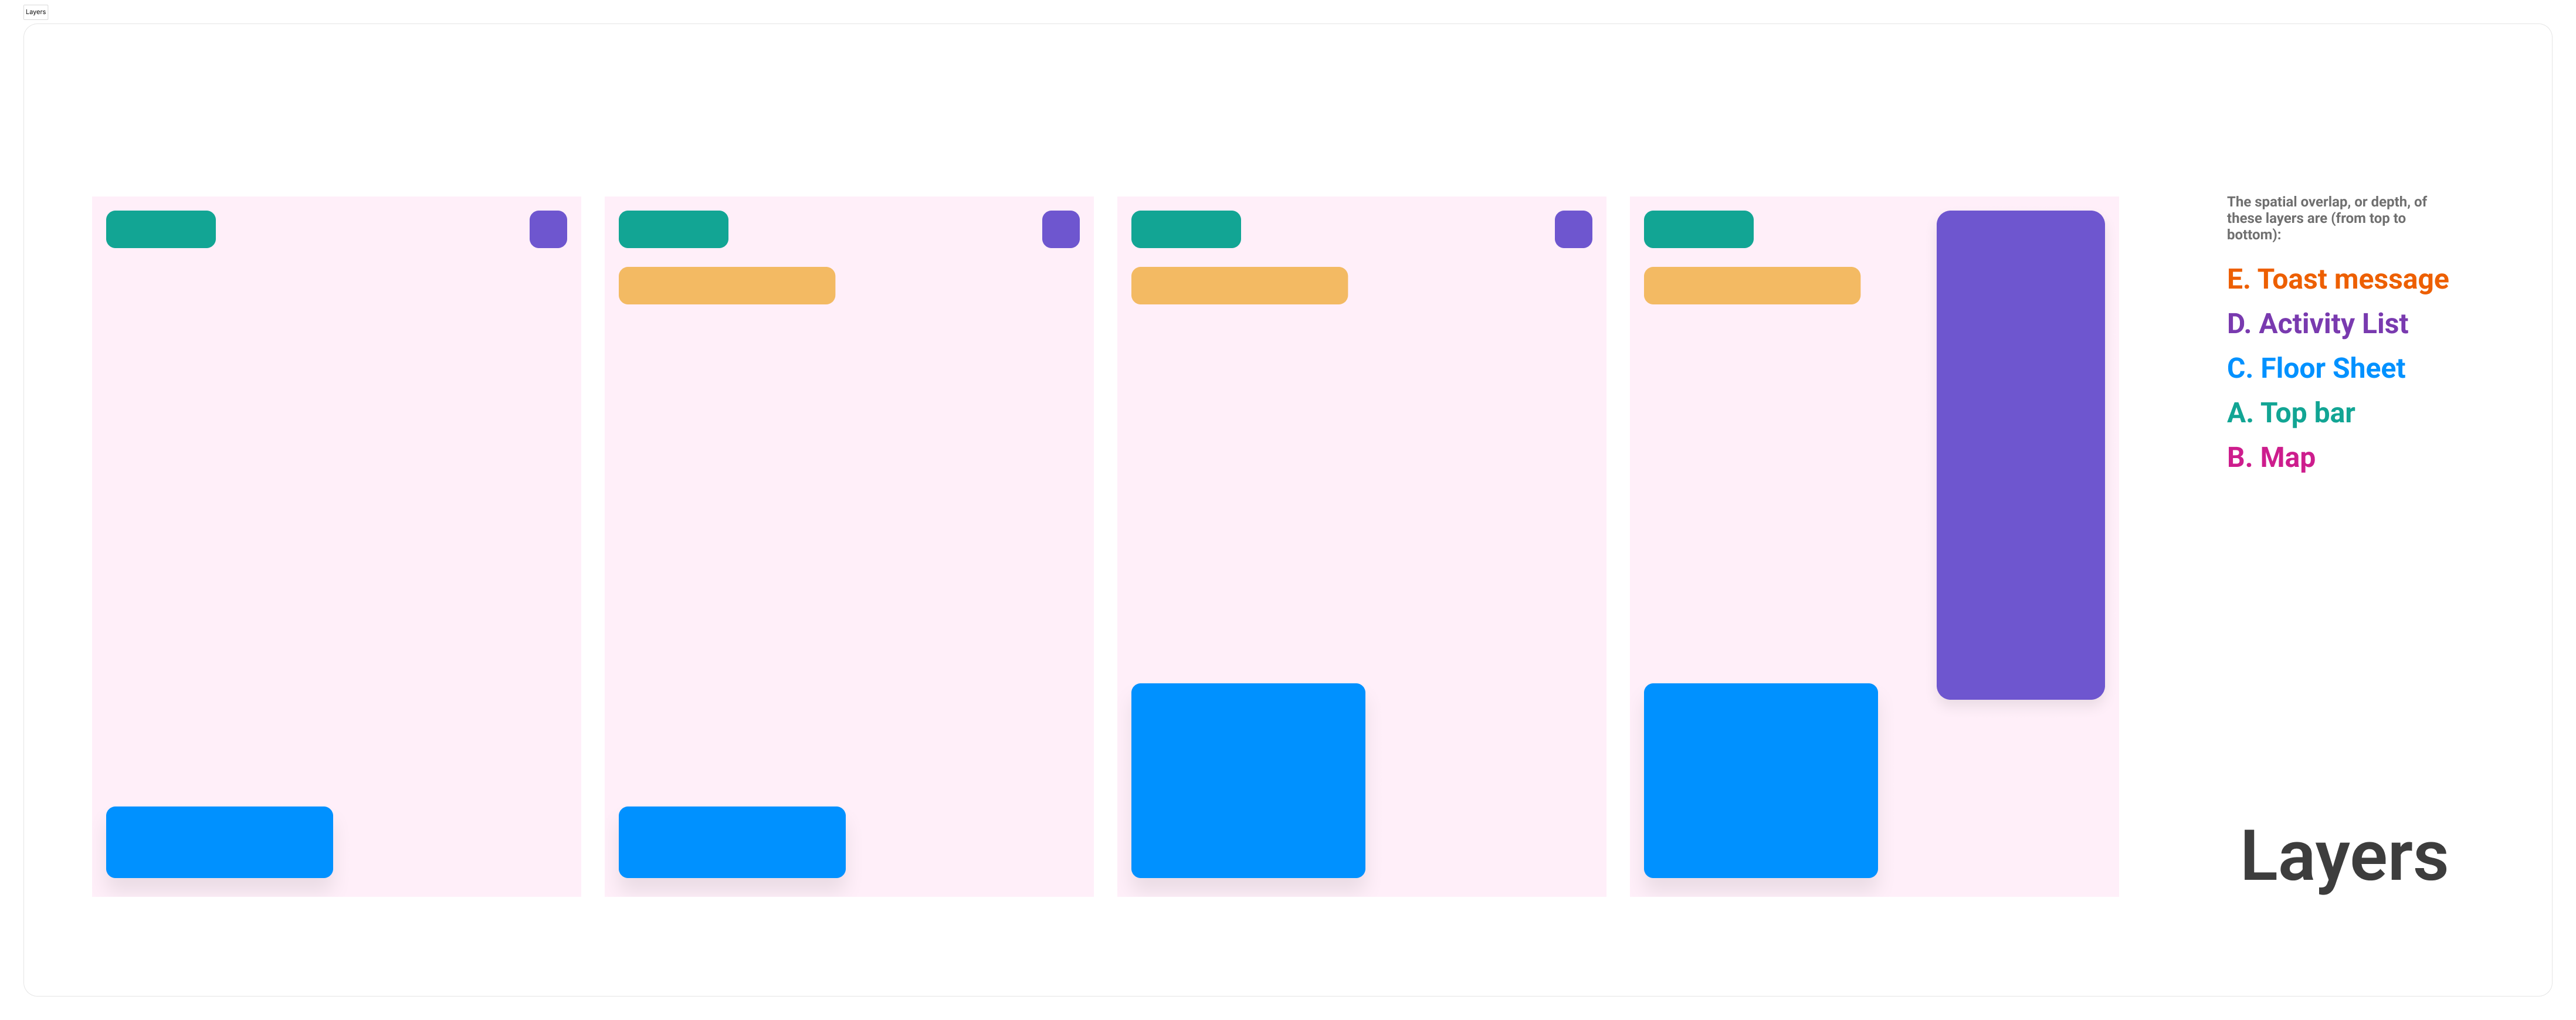 Layers
The spatial overlap, or depth, of
these layers are (from top to
bottom):
E. Toast message
D. Activity List
C. Floor Sheet
A. Top bar
B. Map
Layers